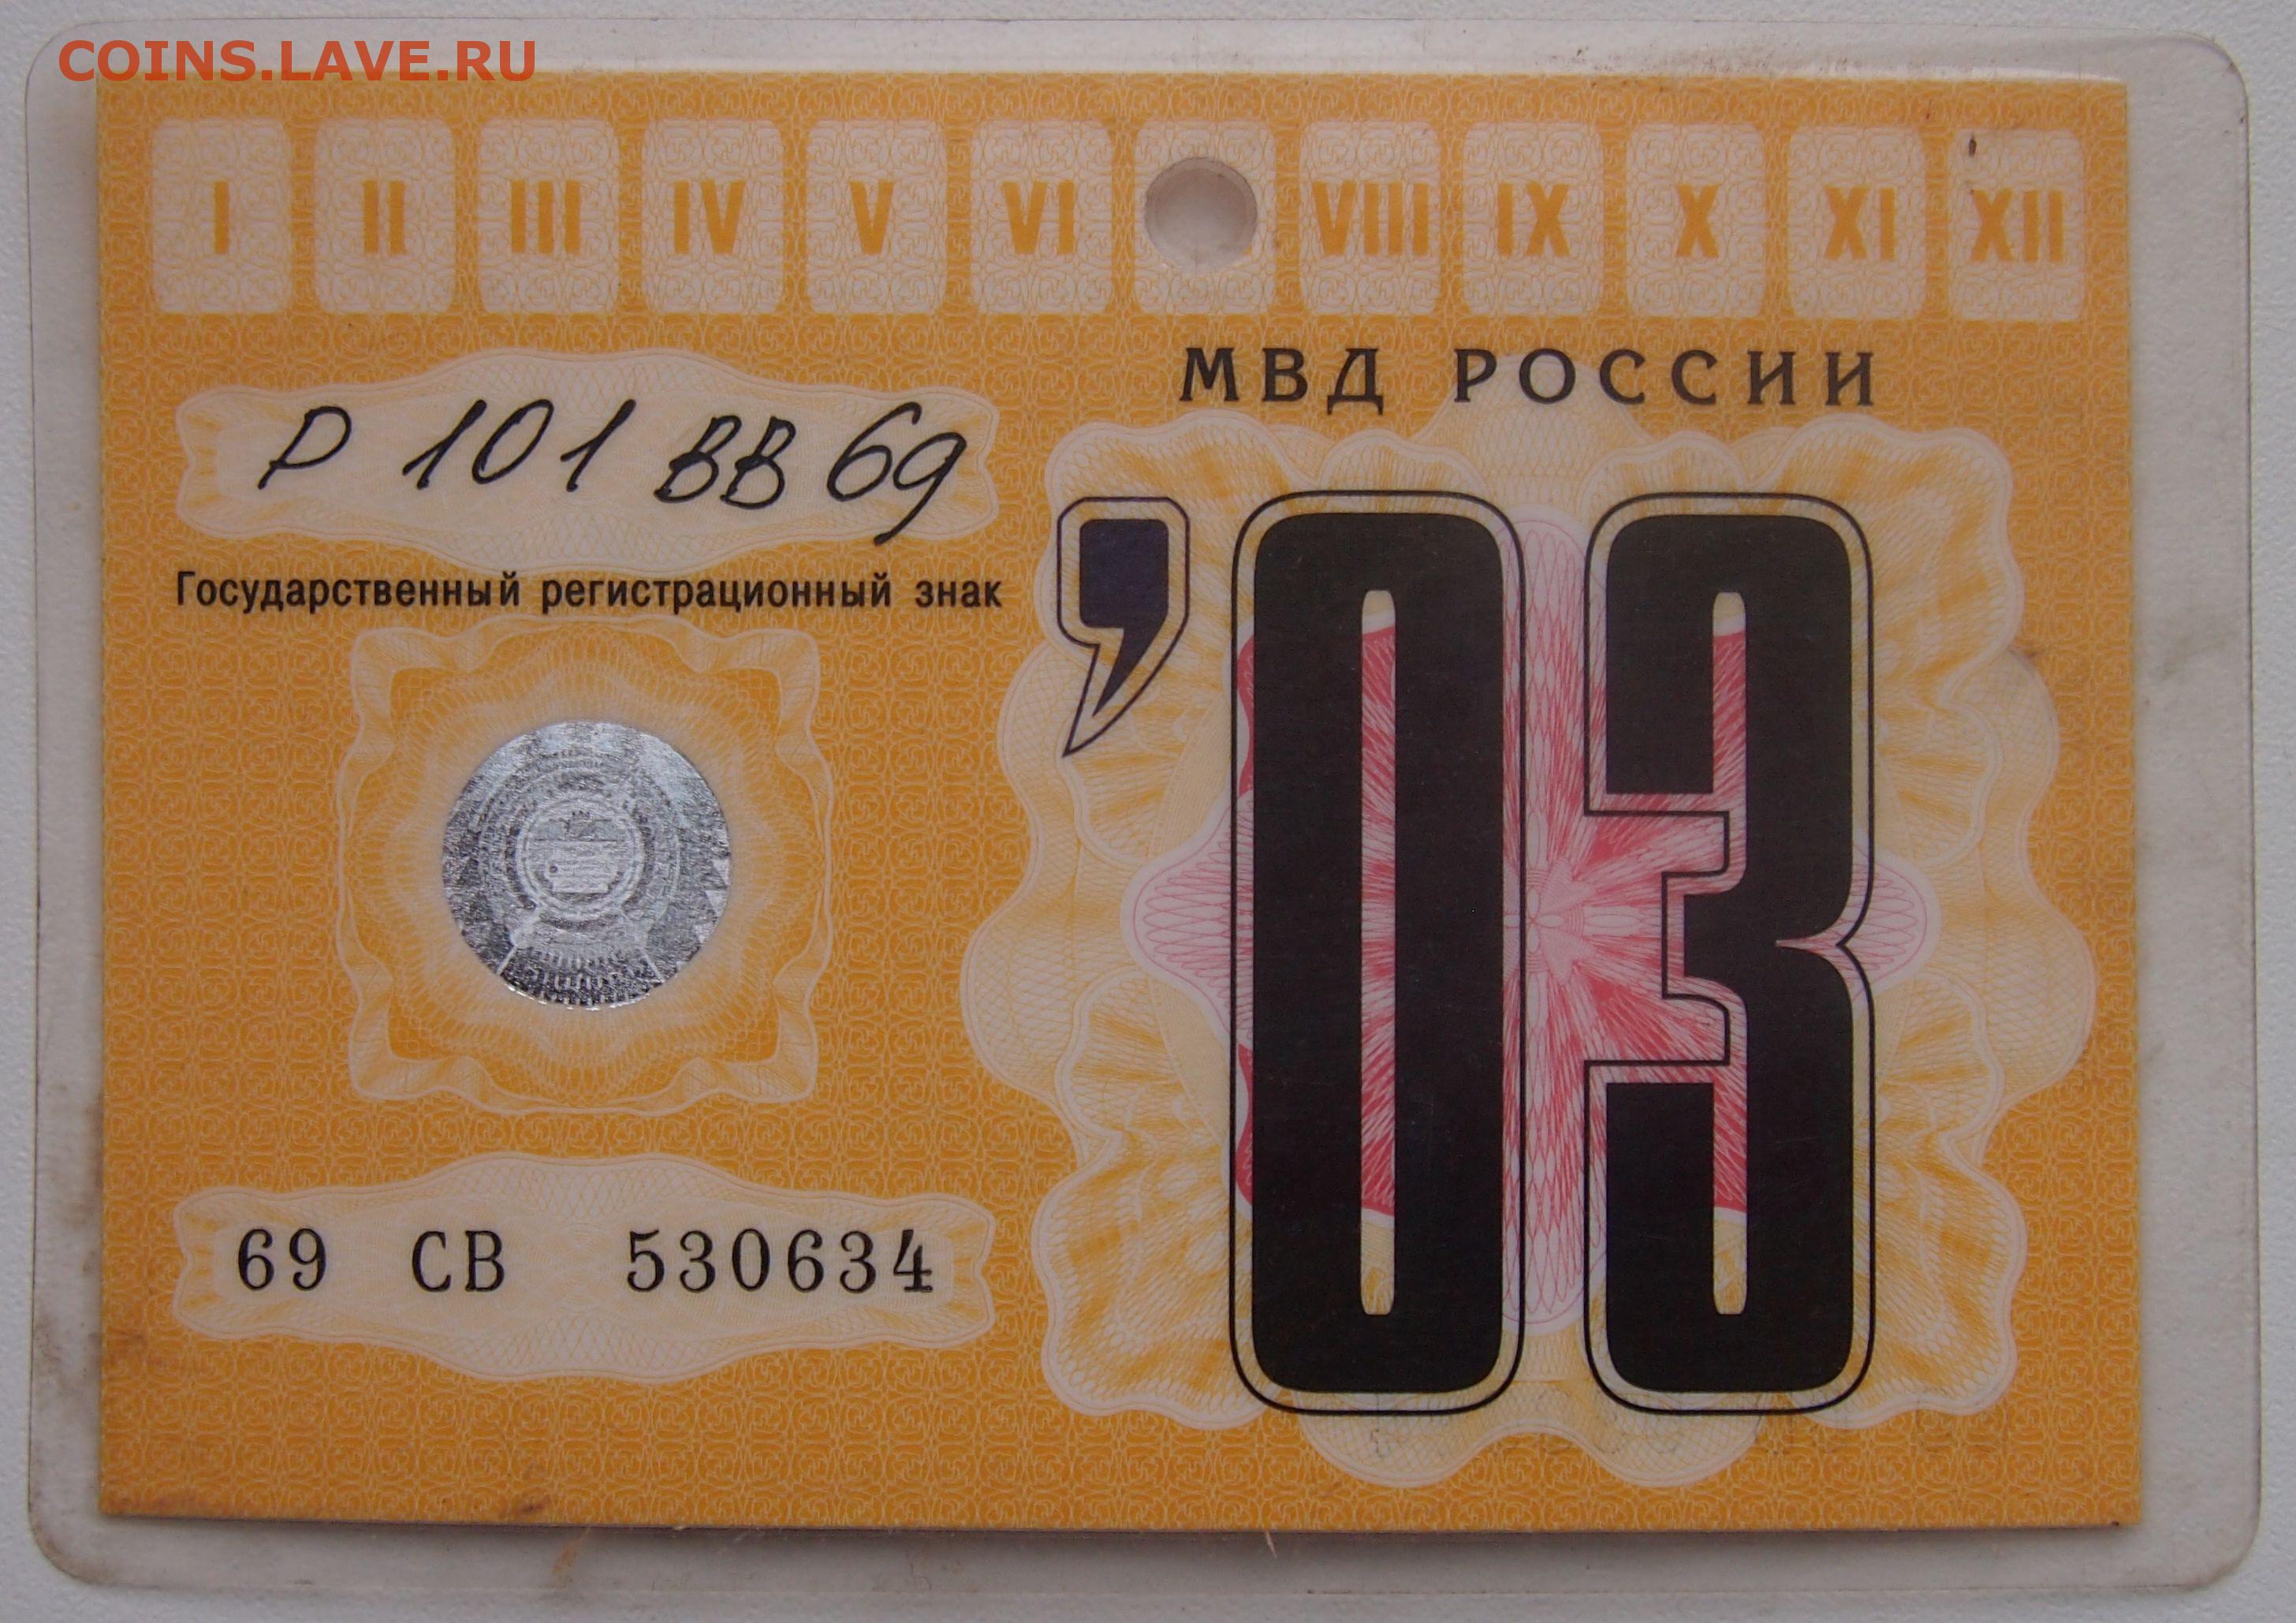 COINS.LAVE.RU
I II III IV V VI VIII IX X XI XII
МВД РОССИИ
Р 101 ВВ 69
Государственный регистрационный знак
'03
69 СВ 530634